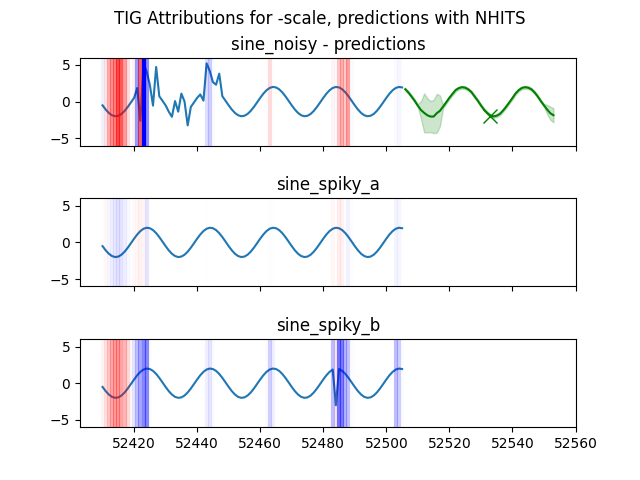 TIG Attributions for -scale, predictions with NHITS
sine_noisy - predictions
5
0
−5
sine_spiky_a
5
0
−5
sine_spiky_b
5
0
−5
52420 52440 52460 52480 52500 52520 52540 52560